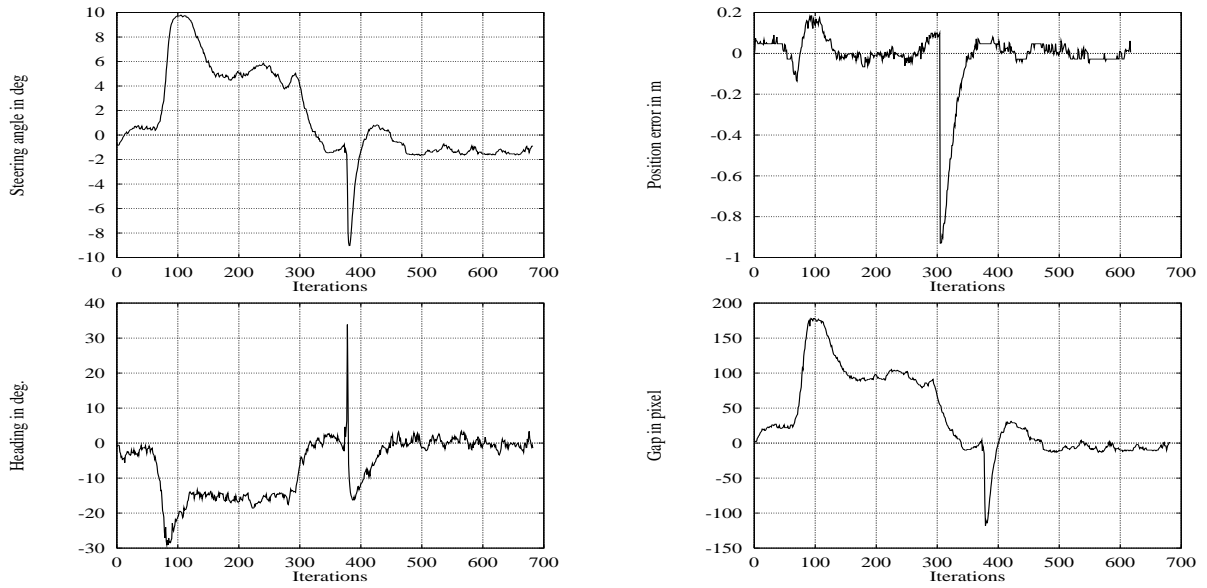 Steering angle in deg
10
8
6
4
2
0
-2
-4
-6
-8
-10
0 100 200 300 400 500 600 700
Iterations
Position error in m
0.2
0
-0.2
-0.4
-0.6
-0.8
-1
0 100 200 300 400 500 600 700
Iterations
Heading in deg.
40
30
20
10
0
-10
-20
-30
0 100 200 300 400 500 600 700
Iterations
Gap in pixel
200
150
100
50
0
-50
-100
-150
0 100 200 300 400 500 600 700
Iterations